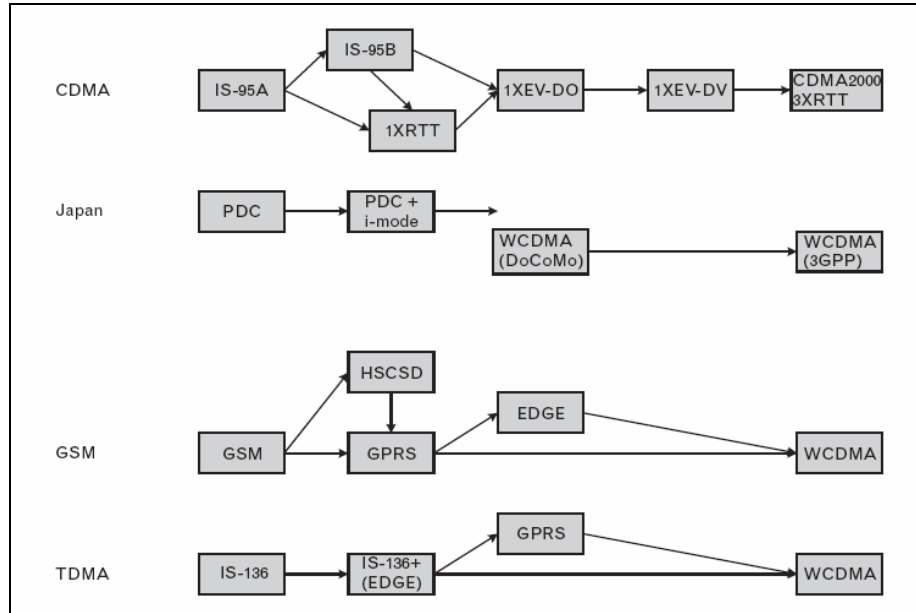 IS-95B
CDMA
IS-95A
1XEV-DO
1XEV-DV
CDMA2000
3XRTT
1XRTT
Japan
PDC
PDC +
i-mode
WCDMA
(DoCoMo)
WCDMA
(3GPP)
HSCSD
EDGE
GSM
GSM
GPRS
WCDMA
GPRS
TDMA
IS-136
IS-136+
(EDGE)
WCDMA